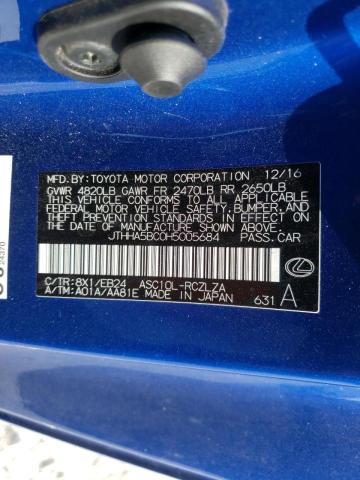 MFD.BY:TOYOTA MOTOR CORPORATION 12/16
GVWR 4820LB GAWR FR 2470LB RR 2650LB
THIS VEHICLE CONFORMS TO ALL APPLICABLE
FEDERAL MOTOR VEHICLE SAFETY, BUMPER, AND
THEFT PREVENTION STANDARDS IN EFFECT ON THE
DATE OF MANUFACTURE SHOWN ABOVE.
JTHHA5BC0H5005684 PASS.CAR
C/TR:8X1/EB24 ASC10L-RCZLZA
A/TM:A01A/AA81E MADE IN JAPAN 631 A
24370